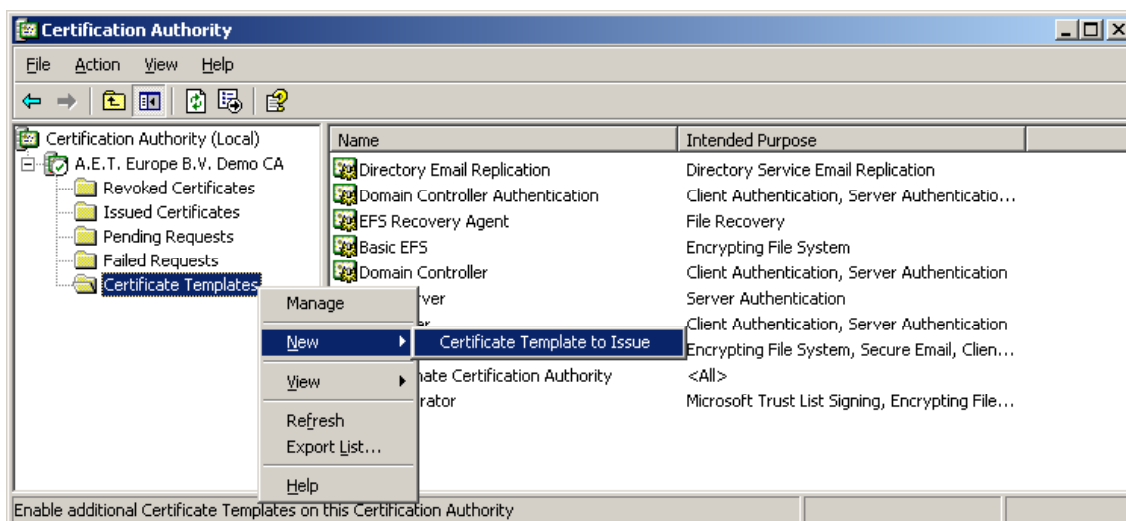 Certification Authority
File Action View Help
Certification Authority (Local)
A.E.T. Europe B.V. Demo CA
Revoked Certificates
Issued Certificates
Pending Requests
Failed Requests
Certificate Templates
Name Intended Purpose
Directory Email Replication Directory Service Email Replication
Domain Controller Authentication Client Authentication, Server Authenticatio...
EFS Recovery Agent File Recovery
Basic EFS Encrypting File System
Domain Controller Client Authentication, Server Authentication
ver Server Authentication
er Client Authentication, Server Authentication
Encrypting File System, Secure Email, Clien...
nate Certification Authority <All>
rator Microsoft Trust List Signing, Encrypting File...
Manage
New
Certificate Template to Issue
View
Refresh
Export List...
Help
Enable additional Certificate Templates on this Certification Authority